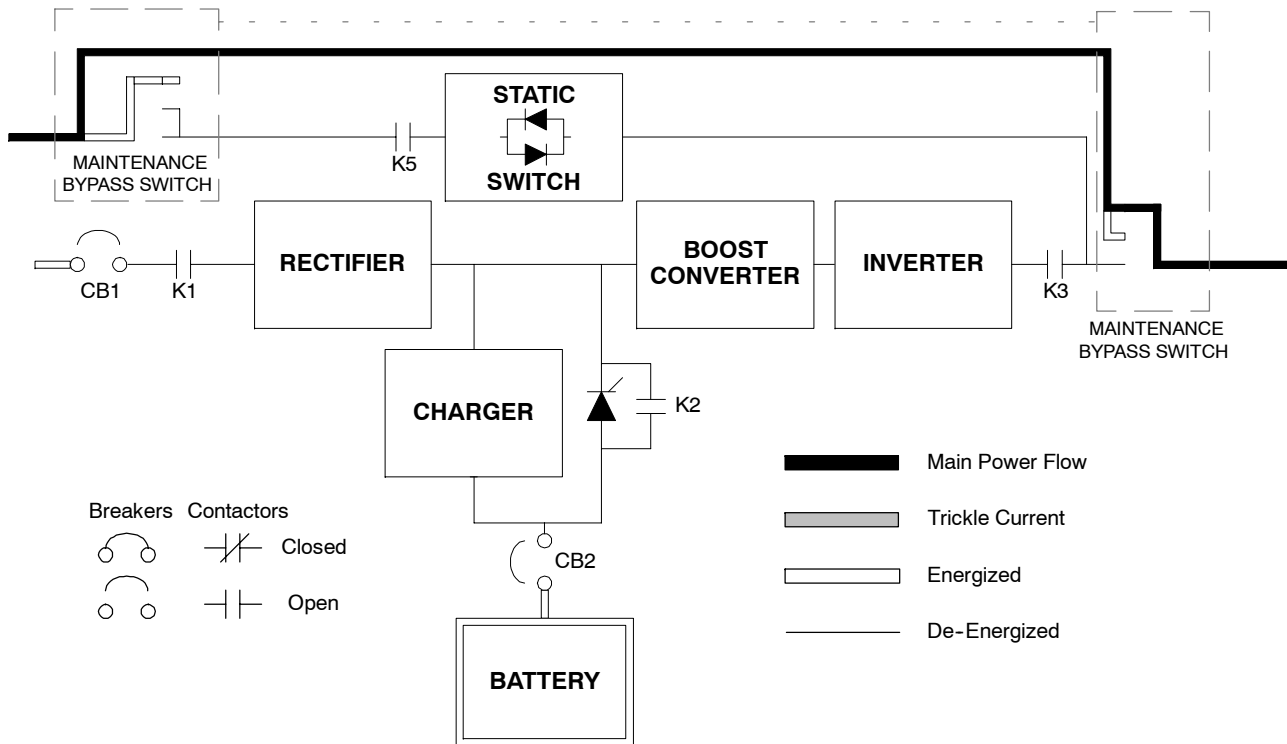 STATIC
SWITCH
K5
MAINTENANCE
BYPASS SWITCH
RECTIFIER
BOOST
CONVERTER
INVERTER
CB1
K1
K3
MAINTENANCE
BYPASS SWITCH
CHARGER
K2
Main Power Flow
Breakers Contactors
Trickle Current
Closed
CB2
Energized
Open
De-Energized
BATTERY